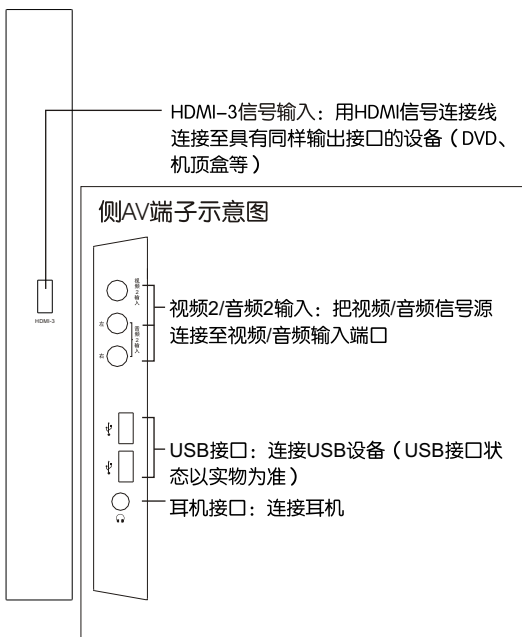 HDMI-3信号输入：用HDMI信号连接线
连接至具有同样输出接口的设备（DVD、
机顶盒等）
侧AV端子示意图
HDMI-3
视频2输入
左
音频2输入
右
视频2/音频2输入：把视频/音频信号源
连接至视频/音频输入端口
USB接口：连接USB设备（USB接口状
态以实物为准）
耳机接口：连接耳机